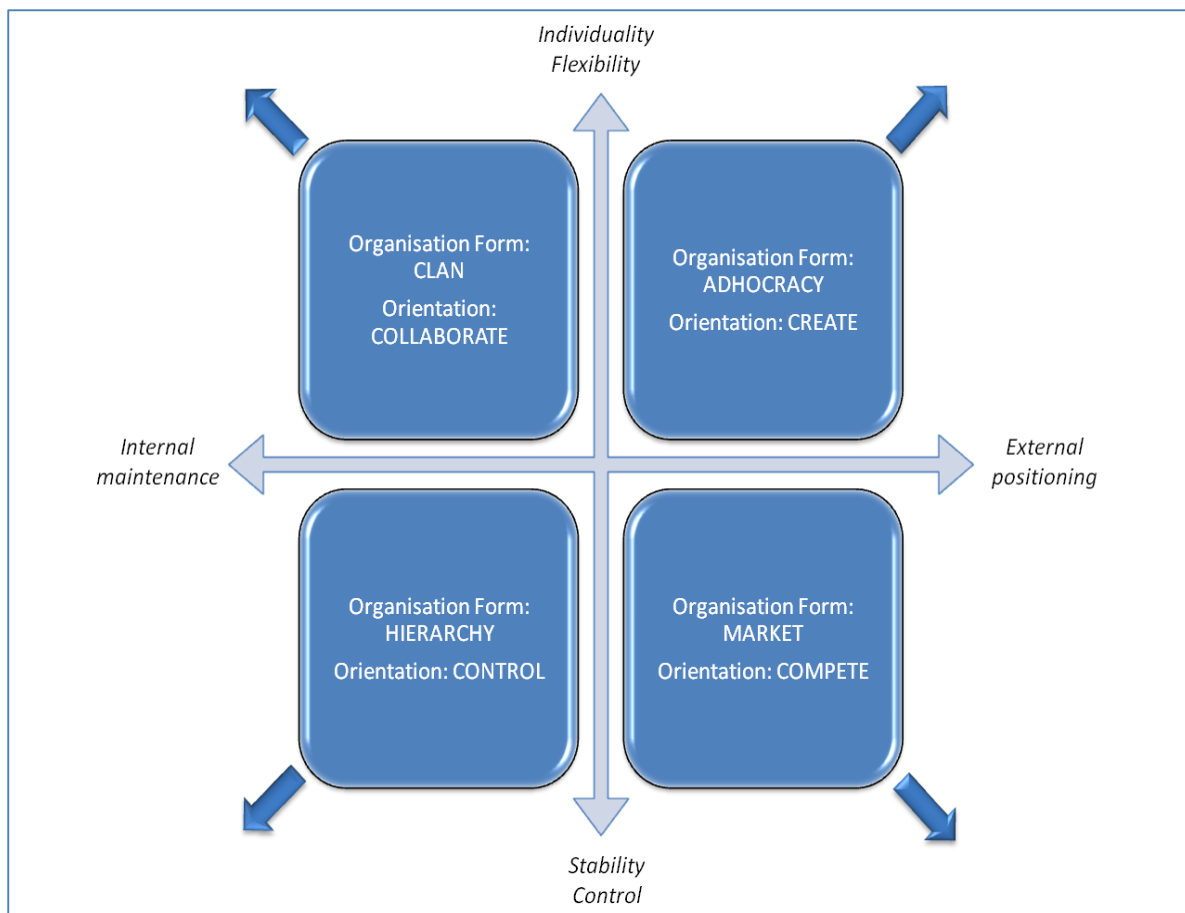 Individuality
Flexibility
Organisation Form:
CLAN
Orientation:
COLLABORATE
Organisation Form:
ADHOCRACY
Orientation: CREATE
Internal
maintenance
External
positioning
Organisation Form:
HIERARCHY
Orientation: CONTROL
Organisation Form:
MARKET
Orientation: COMPETE
Stability
Control